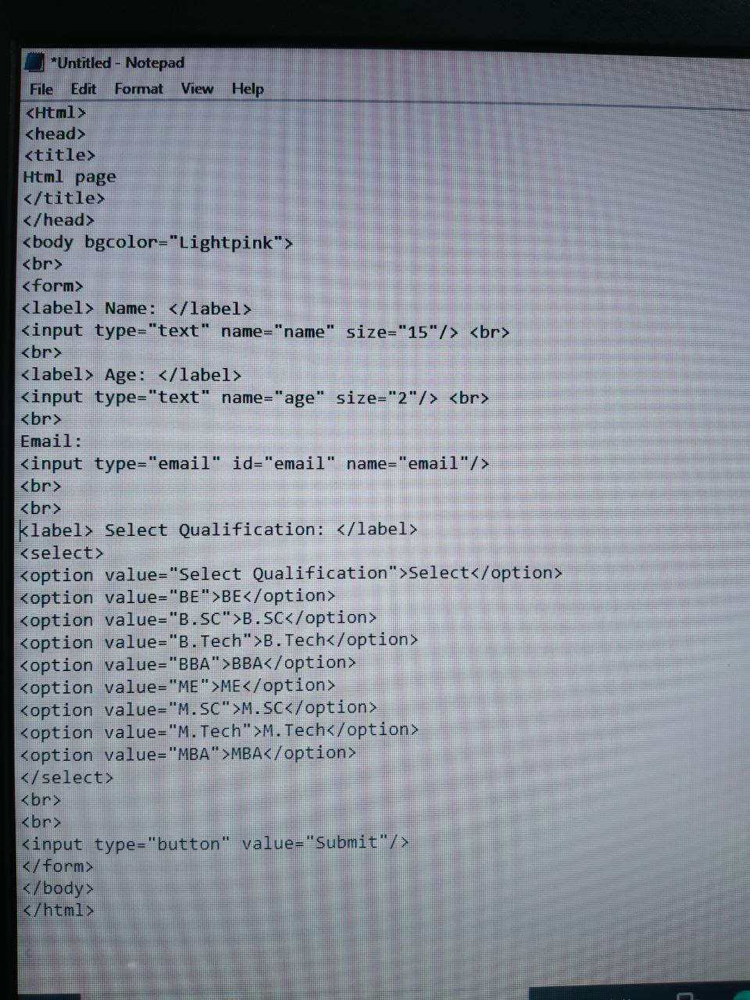 *Untitled - Notepad
File Edit Format View Help
<Html>
<head>
<title>
Html page
</title>
</head>
<body bgcolor="Lightpink">
<br>
<form>
<label> Name: </label>
<input type="text" name="name" size="15"/> <br>
<br>
<label> Age: </label>
<input type="text" name="age" size="2"/> <br>
<br>
Email:
<input type="email" id="email" name="email"/>
<br>
<br>
<label> Select Qualification: </label>
<select>
<option value="Select Qualification">Select</option>
<option value="BE">BE</option>
<option value="B.SC">B.SC</option>
<option value="B.Tech">B.Tech</option>
<option value="BBA">BBA</option>
<option value="ME">ME</option>
<option value="M.SC">M.SC</option>
<option value="M.Tech">M.Tech</option>
<option value="MBA">MBA</option>
</select>
<br>
<br>
<input type="button" value="Submit"/>
</form>
</body>
</html>